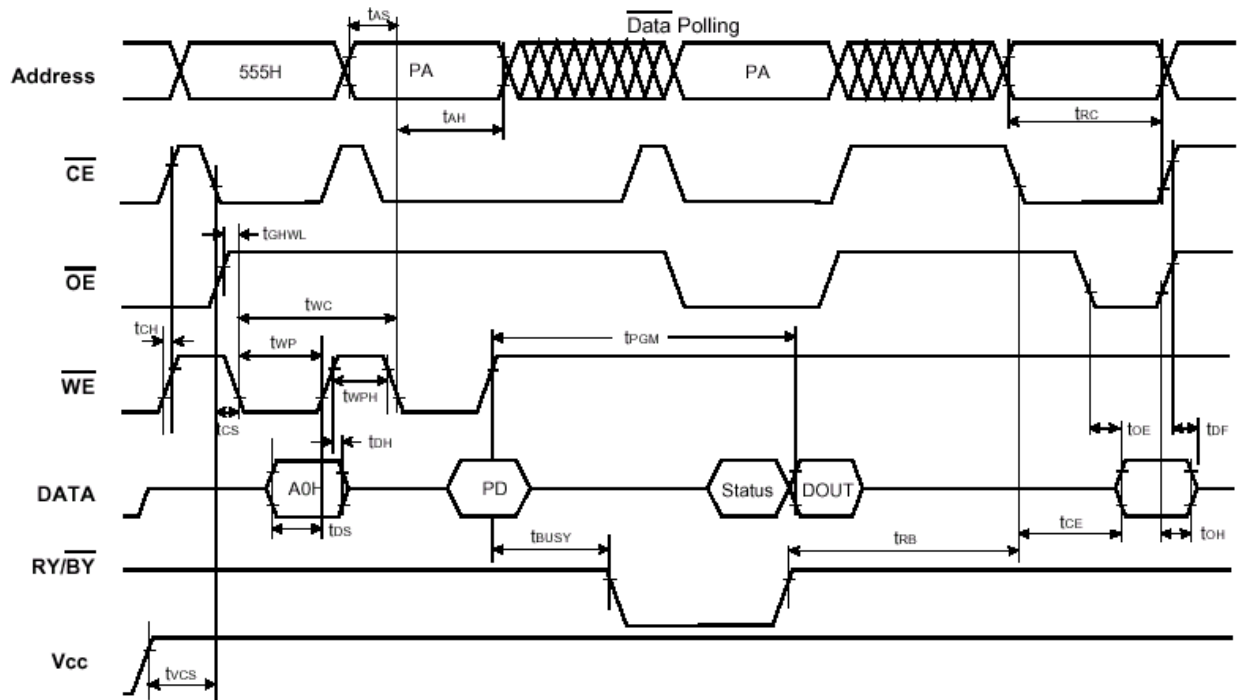 tAS
Data Polling
Address
555H
PA
PA
tAH
tRC
CE
tGHWL
OE
tWC
tCH
tWP
tPGM
WE
tWPH
tCS
tDH
tOE
tDF
DATA
A0H
PD
Status
DOUT
tDS
tBUSY
tRB
tCE
tOH
RY/BY
Vcc
tVCS